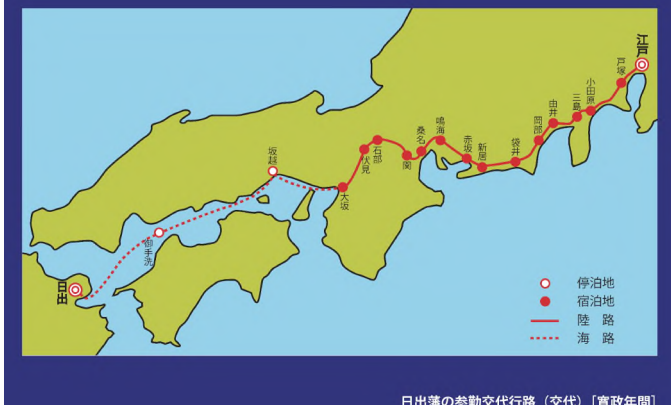 江戸
戸塚
小田原
三島
由井
岡部
袋井
新居
赤坂
鳴海
桑名
関
石部
伏見
大坂
坂越
御手洗
日出
停泊地
宿泊地
陸 路
海 路
日出藩の参勤交代行路（交代）［寛政年間］